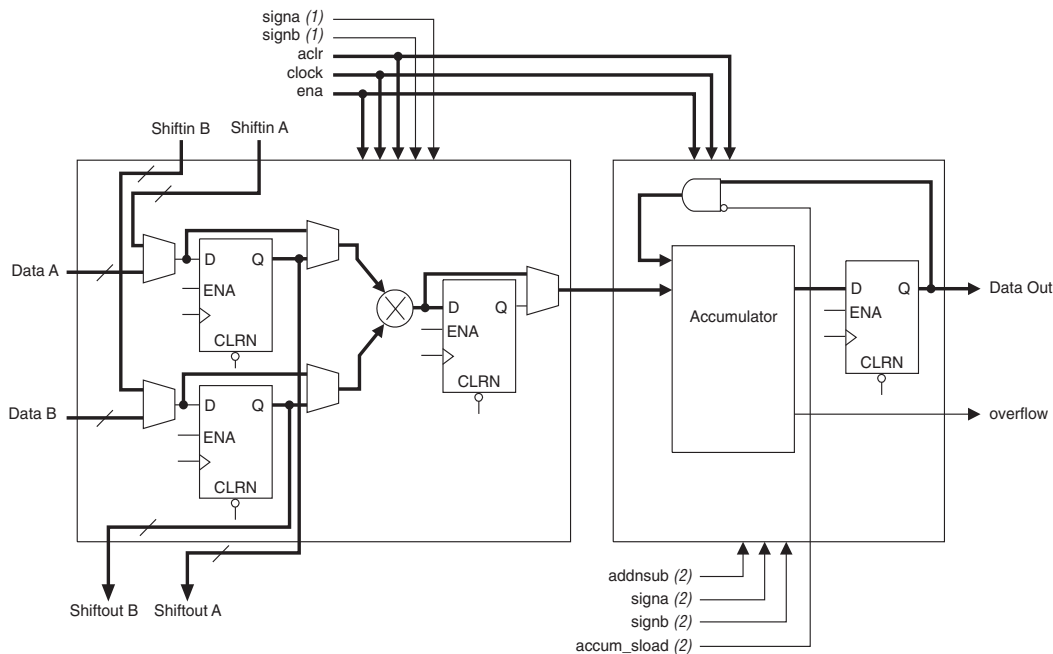 signa (1)
signb (1)
aclr
clock
ena
Shiftin B
Shiftin A
Data A
D
Q
ENA
CLRN
D
Q
ENA
CLRN
Data B
D
Q
ENA
CLRN
Shiftout B
Shiftout A
Accumulator
D
Q
ENA
CLRN
Data Out
overflow
addnsub (2)
signa (2)
signb (2)
accum_sload (2)